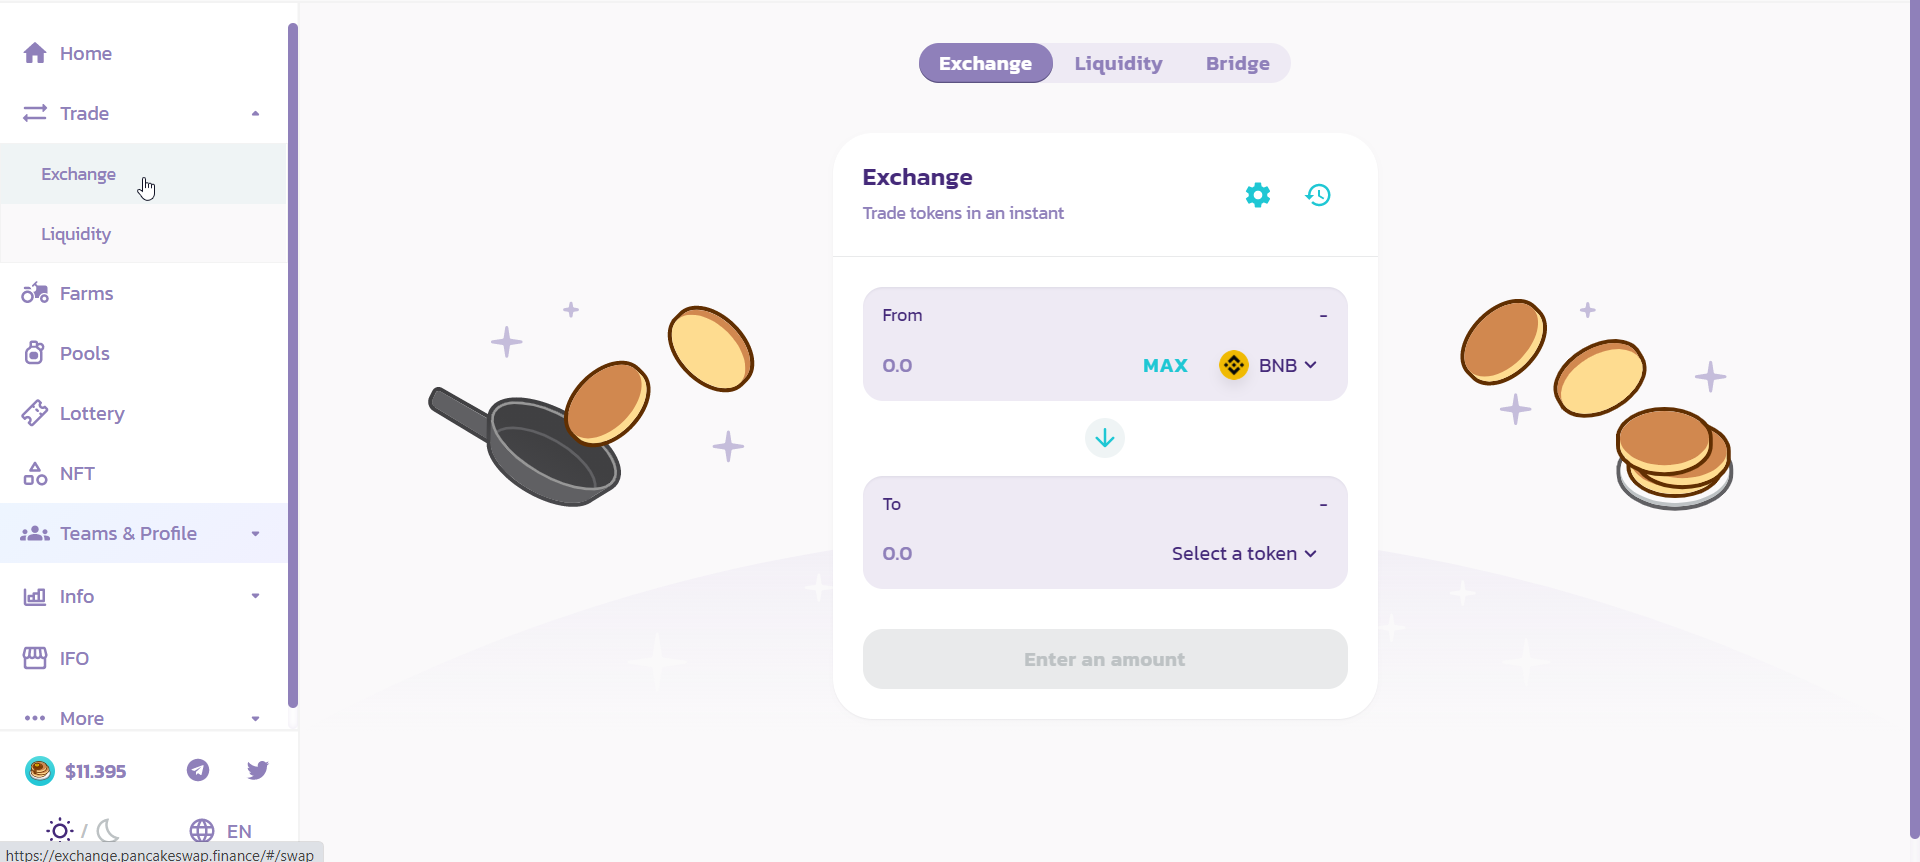 Home
Trade
Exchange
Liquidity
Farms
Pools
Lottery
NFT
Teams & Profile
Info
IFO
More
$11.395
/
EN
https://exchange.pancakeswap.finance/#/swap
Exchange Liquidity Bridge
Exchange
Trade tokens in an instant
From -
0.0 MAX BNB
To -
0.0 Select a token
Enter an amount